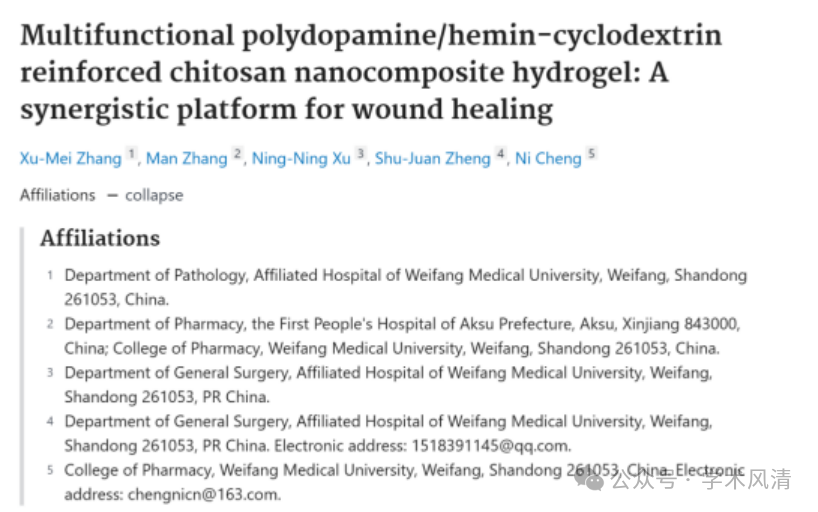 Multifunctional polydopamine/hemin-cyclodextrin
reinforced chitosan nanocomposite hydrogel: A
synergistic platform for wound healing
Xu-Mei Zhang 1, Man Zhang 2, Ning-Ning Xu 3, Shu-Juan Zheng 4, Ni Cheng 5
Affiliations — collapse
Affiliations
1 Department of Pathology, Affiliated Hospital of Weifang Medical University, Weifang, Shandong
261053, China.
2 Department of Pharmacy, the First People's Hospital of Aksu Prefecture, Aksu, Xinjiang 843000,
China; College of Pharmacy, Weifang Medical University, Weifang, Shandong 261053, China.
3 Department of General Surgery, Affiliated Hospital of Weifang Medical University, Weifang,
Shandong 261053, PR China.
4 Department of General Surgery, Affiliated Hospital of Weifang Medical University, Weifang,
Shandong 261053, PR China. Electronic address: 1518391145@qq.com.
5 College of Pharmacy, Weifang Medical University, Weifang, Shandong 261053, China. Electronic
address: chengnicn@163.com.
公众号 · 学术风清